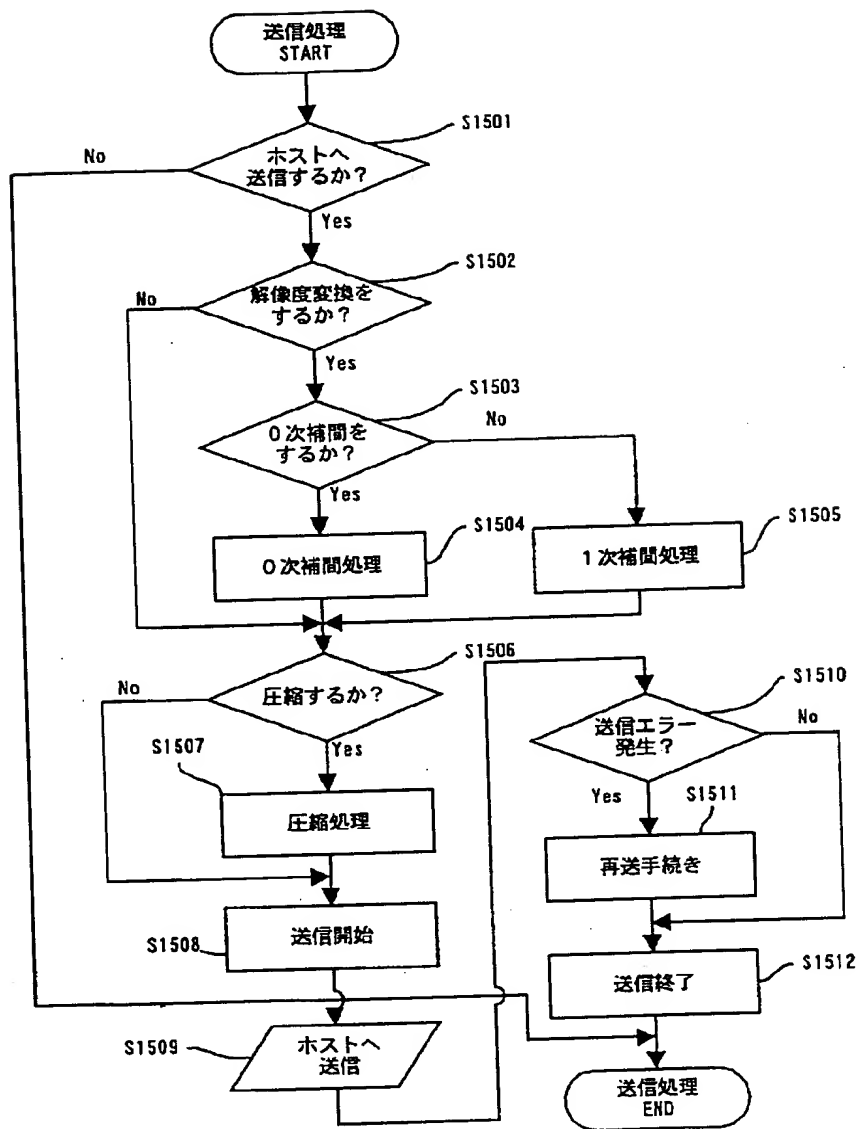 送信処理
START
S1501
ホストへ
送信するか？
No
Yes
S1502
解像度変換を
するか？
No
Yes
S1503
０次補間を
するか？
No
Yes
S1504
０次補間処理
S1505
１次補間処理
S1506
圧縮するか？
No
Yes
S1507
圧縮処理
S1508
送信開始
S1509
ホストへ
送信
S1510
送信エラー
発生？
No
Yes
S1511
再送手続き
S1512
送信終了
送信処理
END